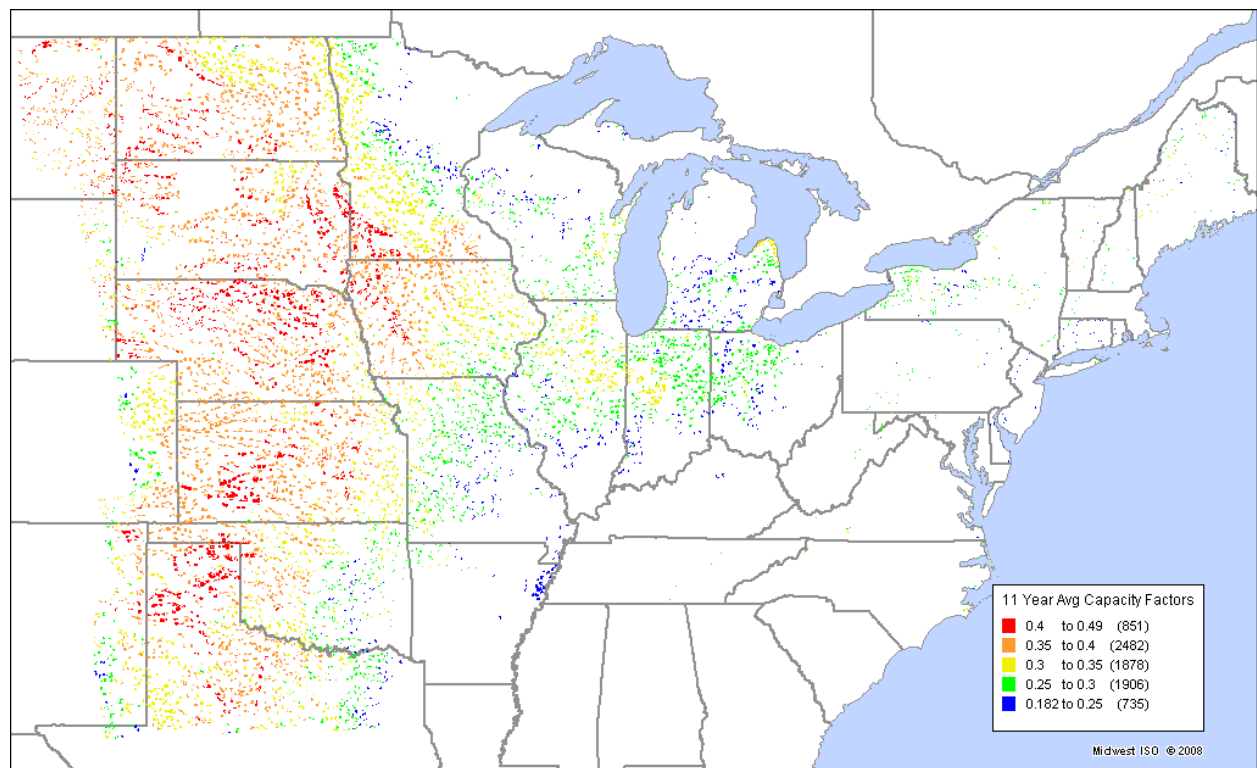 11 Year Avg Capacity Factors
0.4 to 0.49 (851)
0.35 to 0.4 (2482)
0.3 to 0.35 (1878)
0.25 to 0.3 (1906)
0.182 to 0.25 (735)
Midwest ISO © 2008